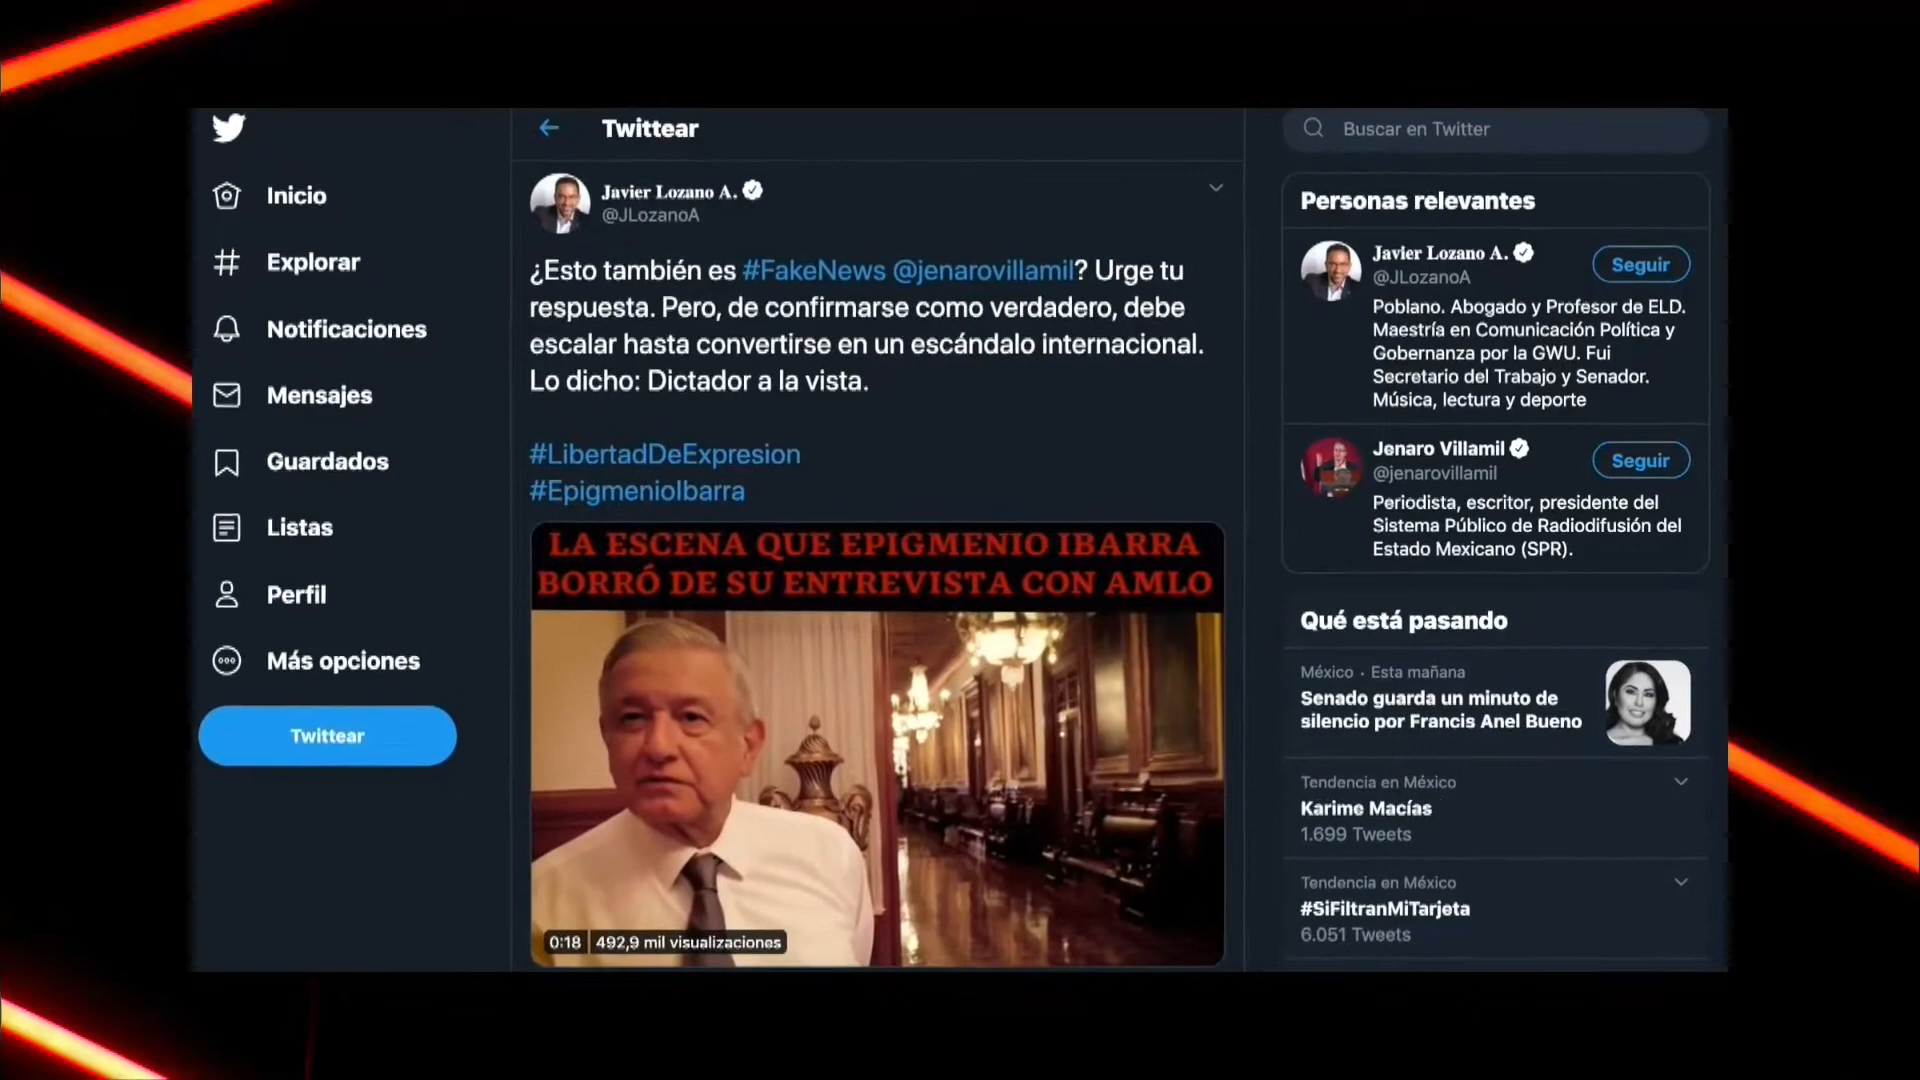 Inicio
Explorar
Notificaciones
Mensajes
Guardados
Listas
Perfil
Más opciones
Twittear
Twittear
Javier Lozano A.
@JLozanoA
¿Esto también es #FakeNews @jenarovillamil? Urge tu
respuesta. Pero, de confirmarse como verdadero, debe
escalar hasta convertirse en un escándalo internacional.
Lo dicho: Dictador a la vista.
#LibertadDeExpresion
#EpigmenioIbarra
LA ESCENA QUE EPIGMENIO IBARRA
BORRÓ DE SU ENTREVISTA CON AMLO
0:18 492,9 mil visualizaciones
Buscar en Twitter
Personas relevantes
Javier Lozano A.
@JLozanoA
Seguir
Poblano. Abogado y Profesor de ELD.
Maestría en Comunicación Política y
Gobernanza por la GWU. Fui
Secretario del Trabajo y Senador.
Música, lectura y deporte
Jenaro Villamil
@jenarovillamil
Seguir
Periodista, escritor, presidente del
Sistema Público de Radiodifusión del
Estado Mexicano (SPR).
Qué está pasando
México · Esta mañana
Senado guarda un minuto de
silencio por Francis Anel Bueno
Tendencia en México
Karime Macías
1.699 Tweets
Tendencia en México
#SiFiltranMiTarjeta
6.051 Tweets